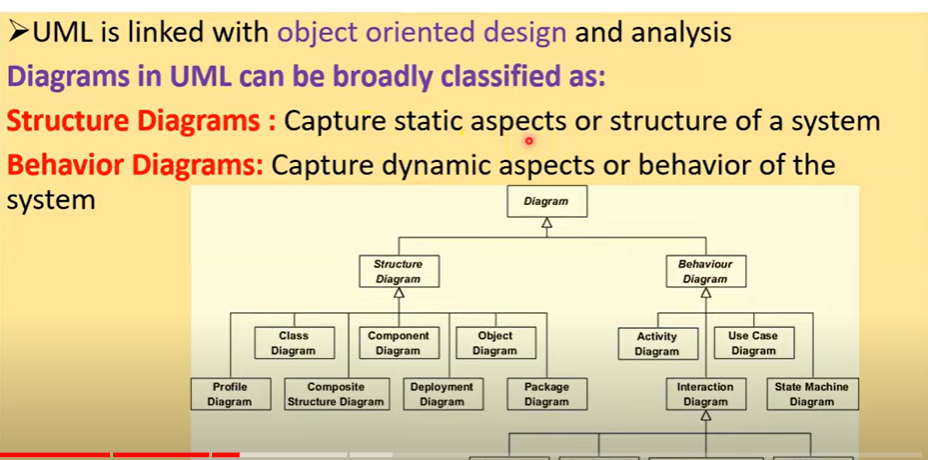 ➤UML is linked with object oriented design and analysis
Diagrams in UML can be broadly classified as:
Structure Diagrams : Capture static aspects or structure of a system
Behavior Diagrams: Capture dynamic aspects or behavior of the
system
Diagram
Structure
Diagram
Behaviour
Diagram
Class
Diagram
Component
Diagram
Object
Diagram
Activity
Diagram
Use Case
Diagram
Profile
Diagram
Composite
Structure Diagram
Deployment
Diagram
Package
Diagram
Interaction
Diagram
State Machine
Diagram